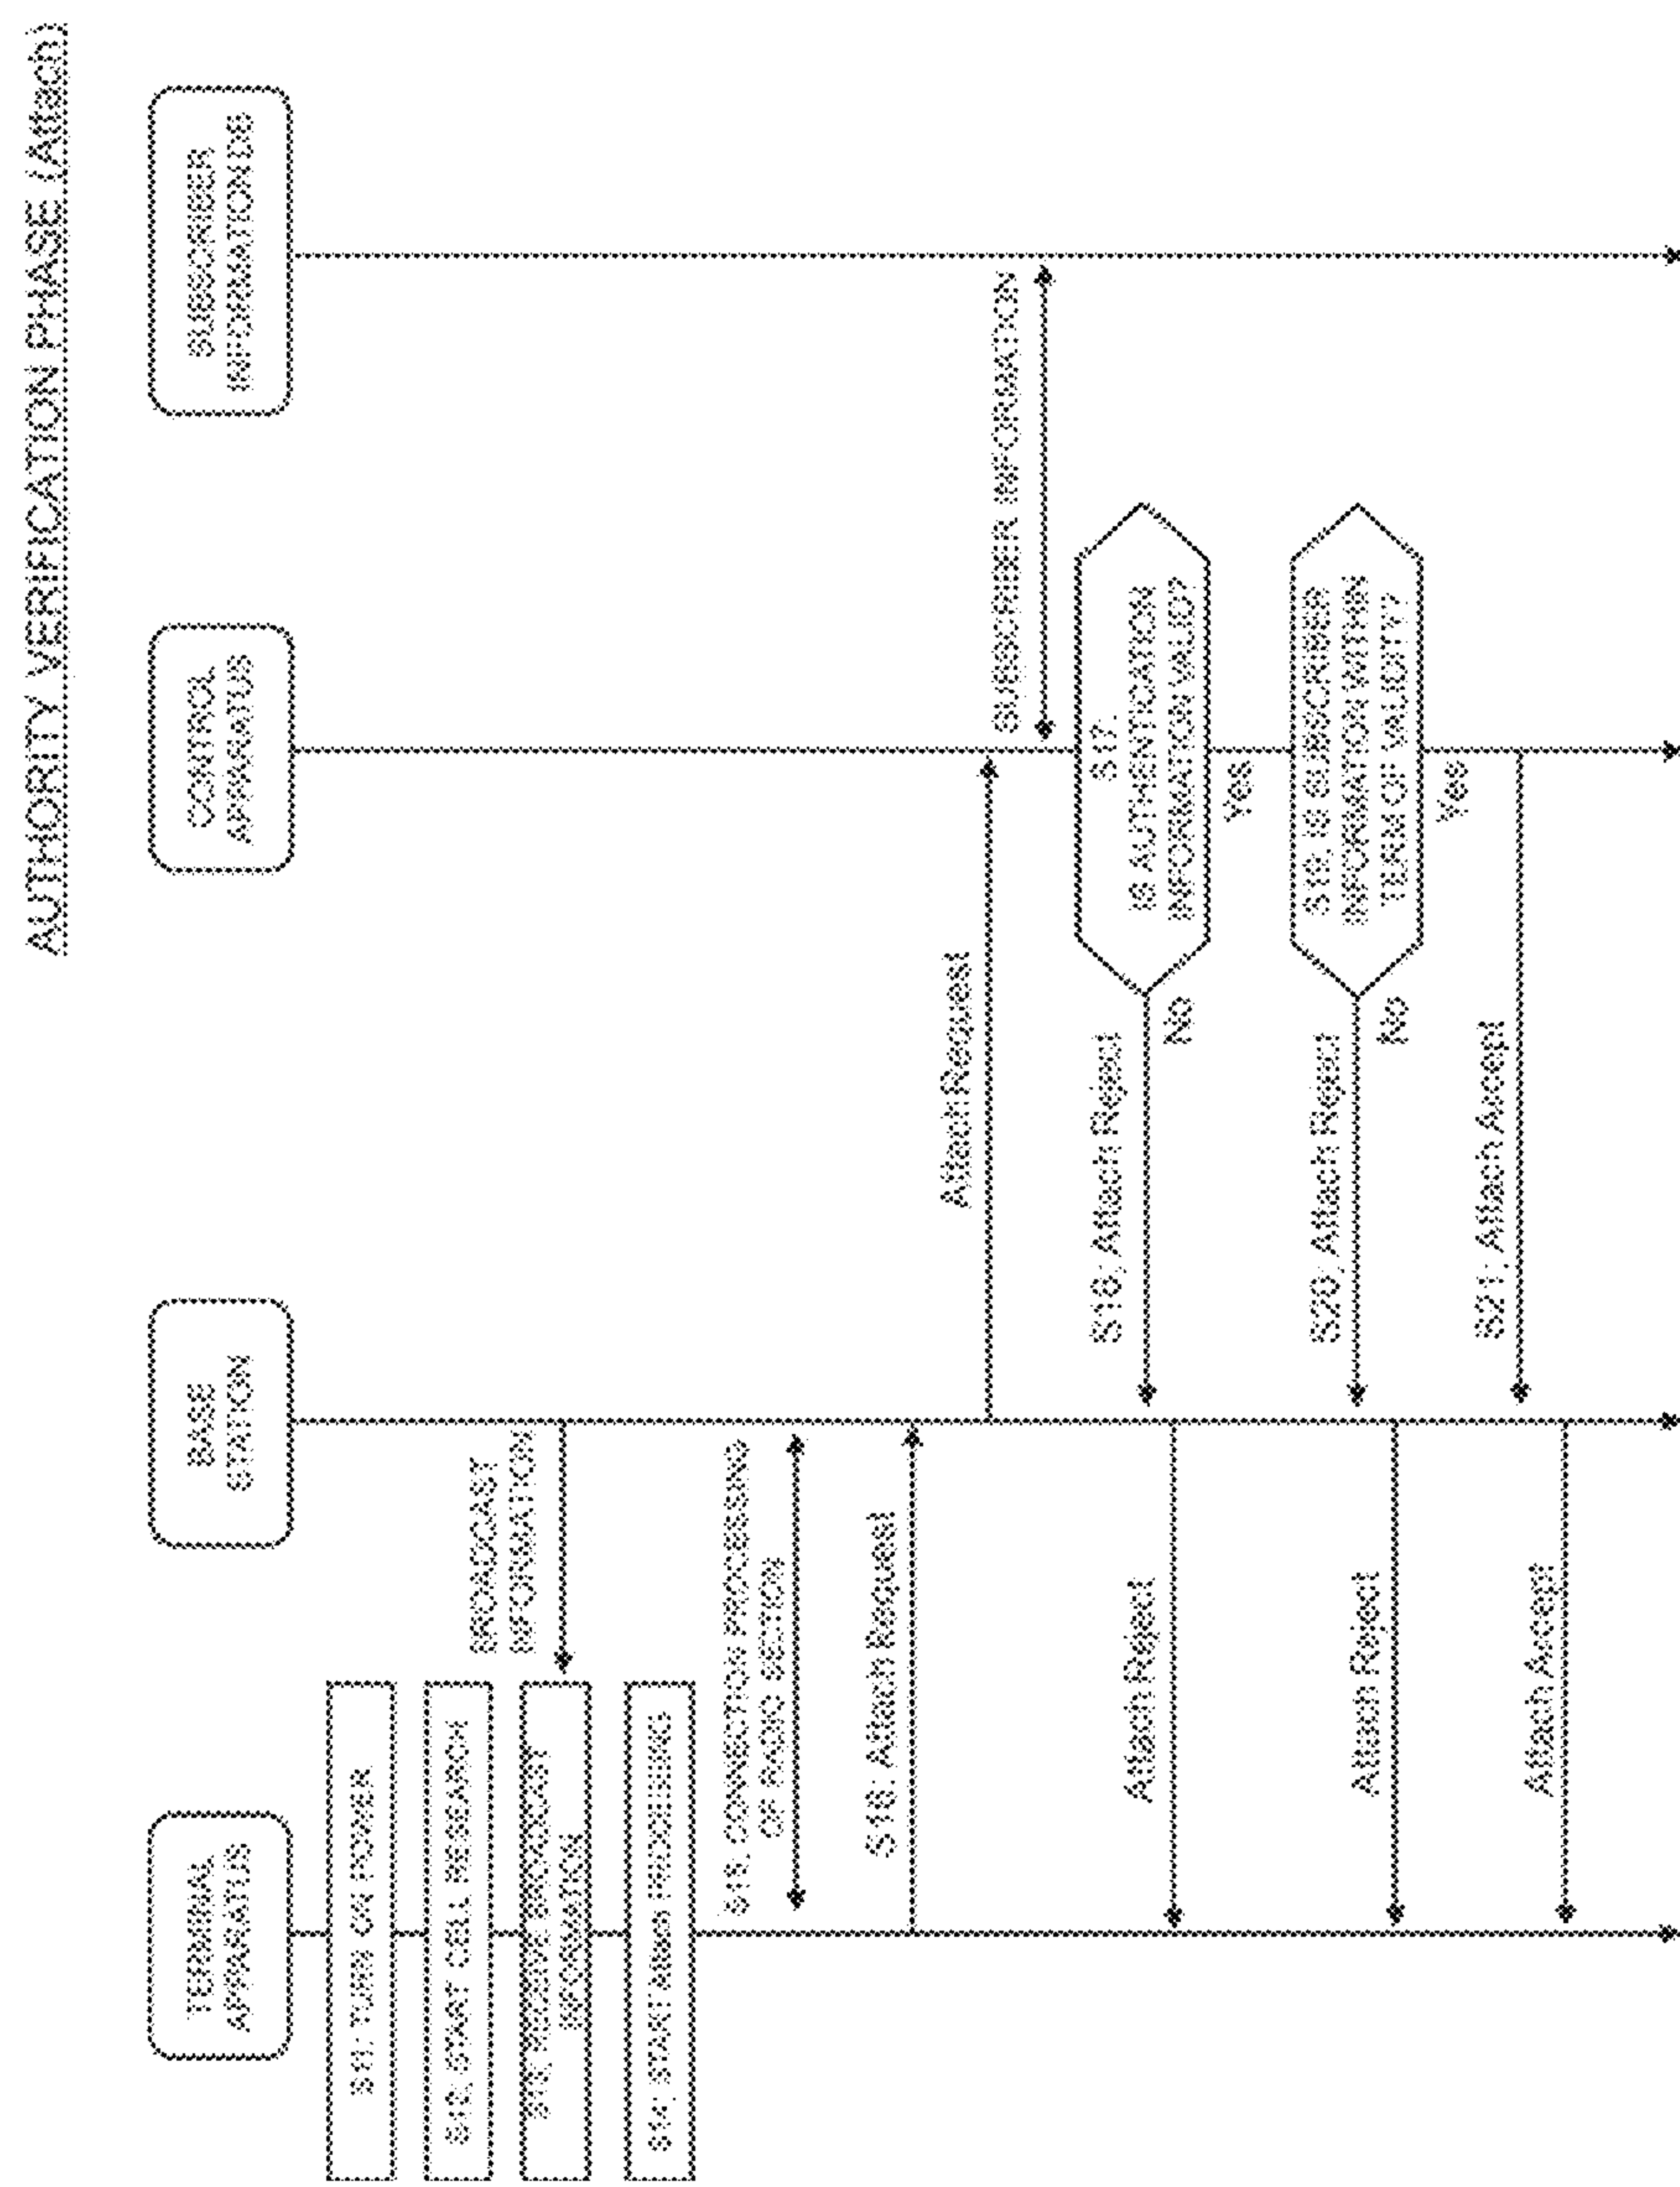 AUTHORITY VERIFICATION PHASE (Attach)
TERMINAL
APPARATUS
BASE
STATION
CONTROL
APPARATUS
SUBSCRIBER
INFORMATION DB
S11: TURN ON POWER
S12: START CELL RESEARCH
S13: RECEIVE BROADCAST
INFORMATION
BROADCAST
INFORMATION
S14: START Attach PROCESSING
S15: CONNECTION PROCESSING
OF RADIO SECTION
S16: Attach Request
Attach Request
SUBSCRIBER INFORMATION
S17:
IS AUTHENTICATION
INFORMATION VALID?
No
Yes
S18: Attach Reject
Attach Reject
S19: IS SUBSCRIBER
INFORMATION WITHIN
TERM OF VALIDITY?
No
Yes
S20: Attach Reject
Attach Reject
S21: Attach Accept
Attach Accept